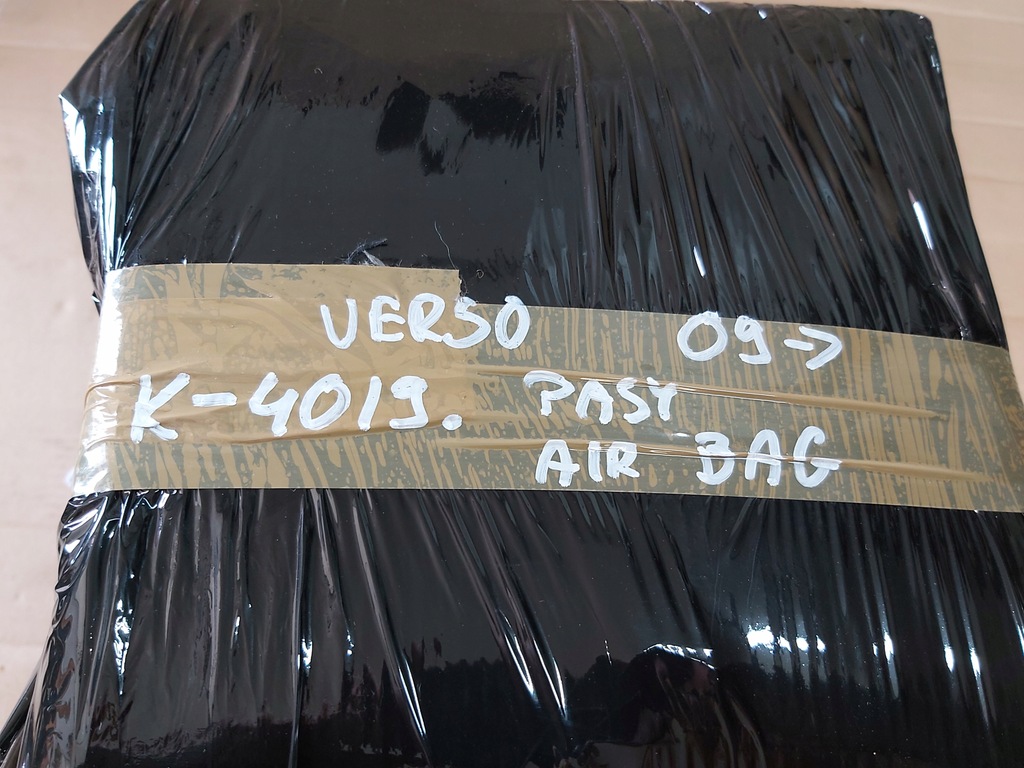 VERSO 09->
K-4019. PASY
AIR BAG